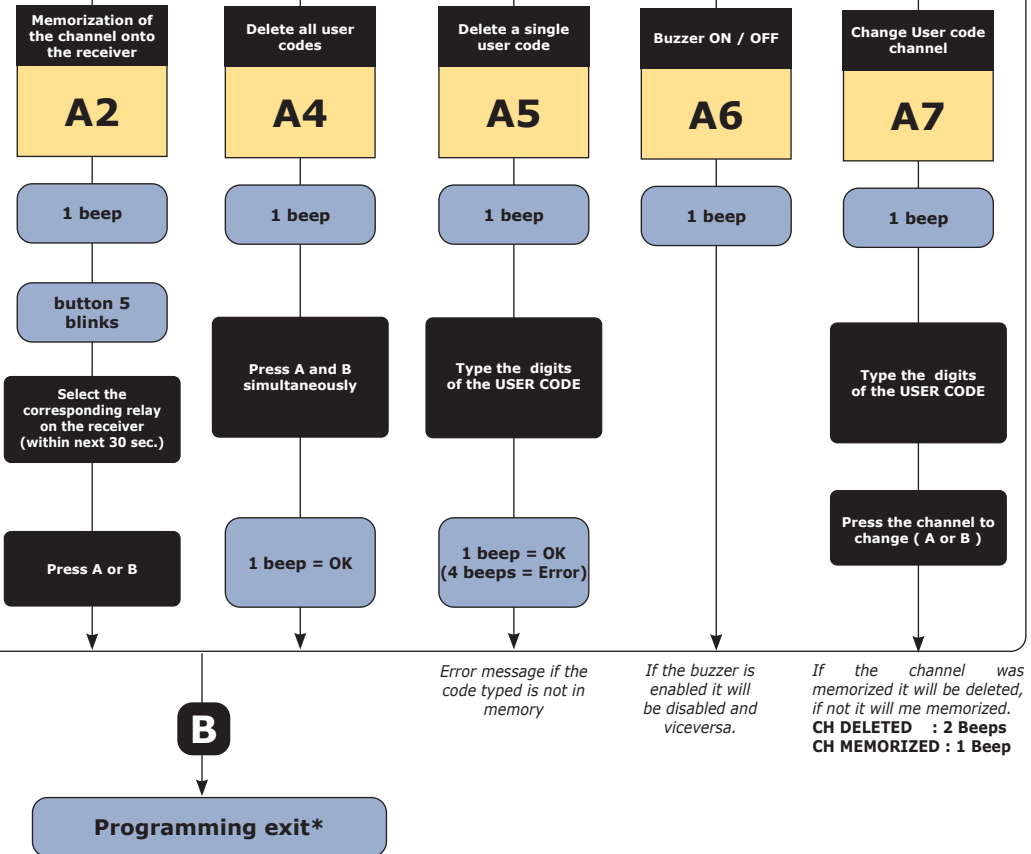 Memorization of
the channel onto
the receiver
A2
1 beep
button 5
blinks
Select the
corresponding relay
on the receiver
(within next 30 sec.)
Press A or B
Delete all user
codes
A4
1 beep
Press A and B
simultaneously
1 beep = OK
Delete a single
user code
A5
1 beep
Type the digits
of the USER CODE
1 beep = OK
(4 beeps = Error)
Error message if the
code typed is not in
memory
Buzzer ON / OFF
A6
1 beep
If the buzzer is
enabled it will
be disabled and
viceversa.
Change User code
channel
A7
1 beep
Type the digits
of the USER CODE
Press the channel to
change ( A or B )
If the channel was
memorized it will be deleted,
if not it will me memorized.
CH DELETED : 2 Beeps
CH MEMORIZED : 1 Beep
B
Programming exit*